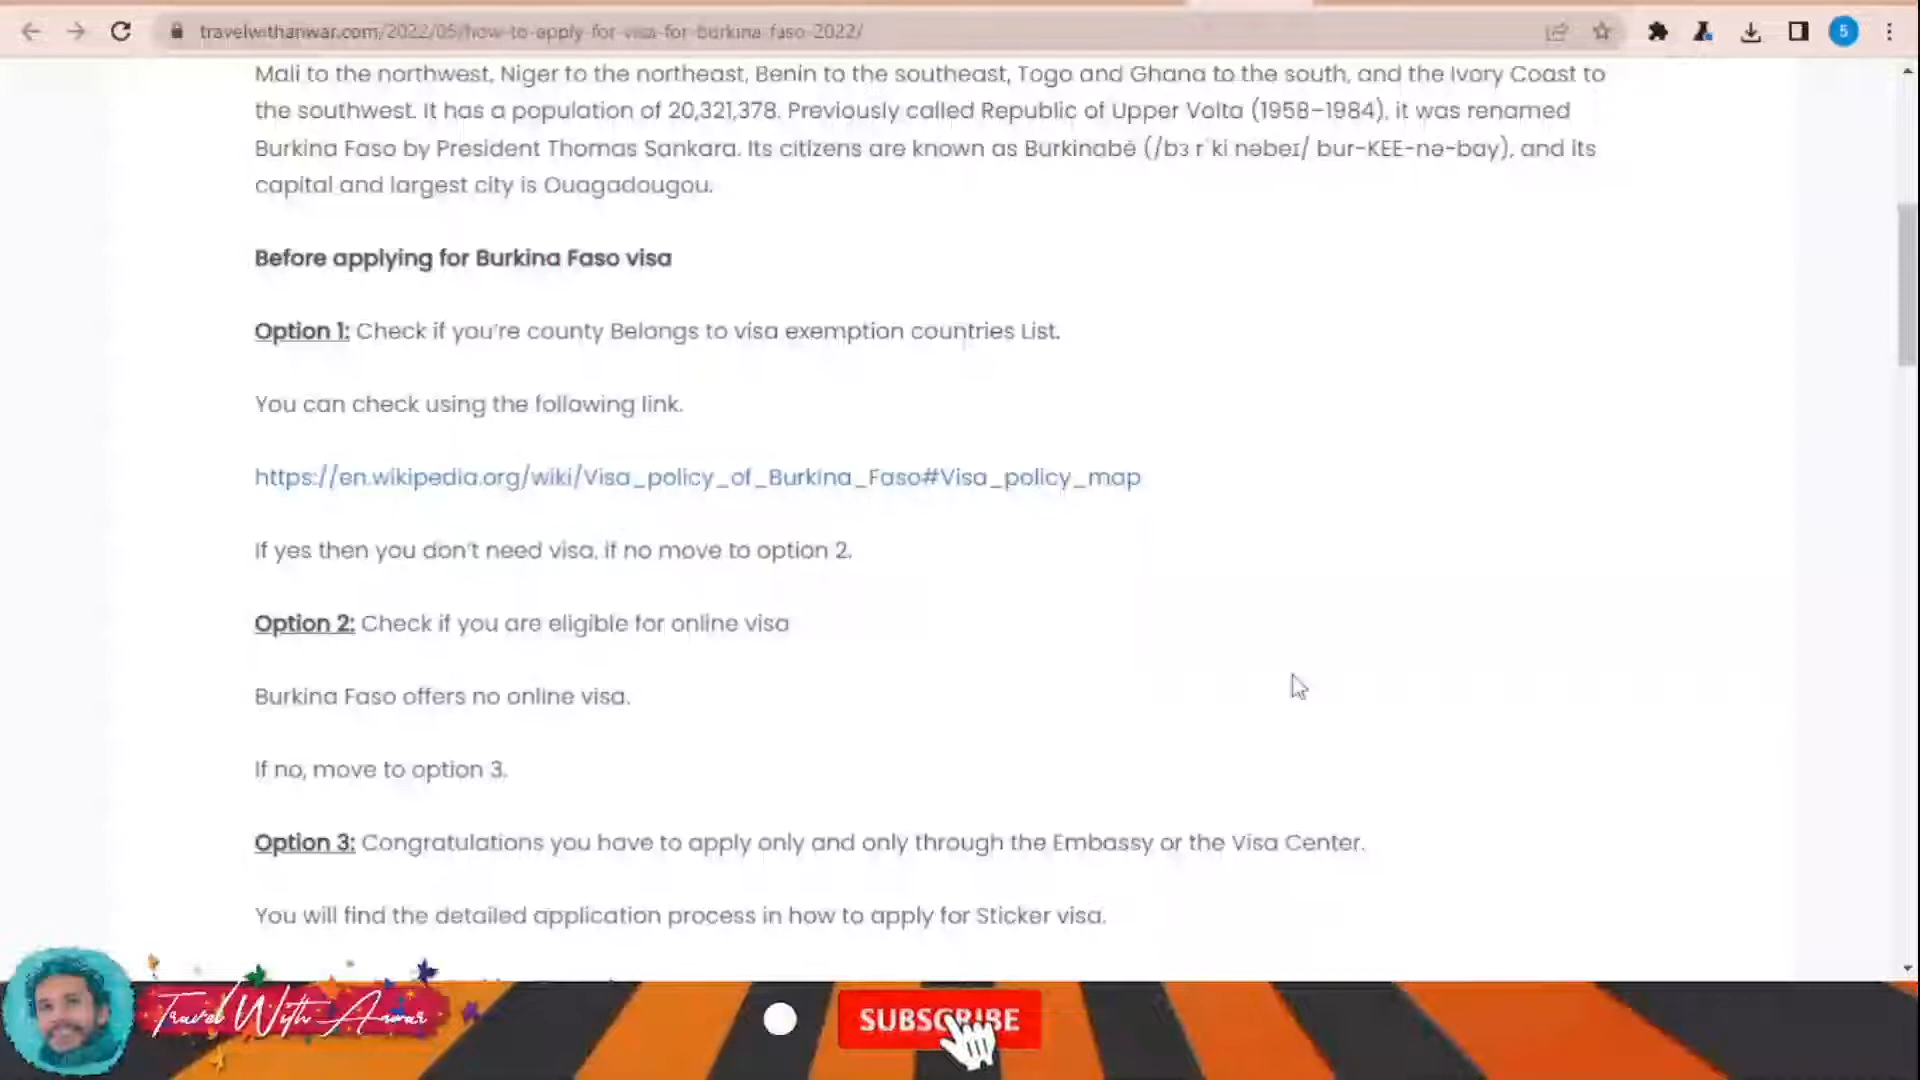 travelwithanwar.com/2022/05/how-to-apply-for-visa-for-burkina-faso-2022/
5
Mali to the northwest, Niger to the northeast, Benin to the southeast, Togo and Ghana to the south, and the Ivory Coast to
the southwest. It has a population of 20,321,378. Previously called Republic of Upper Volta (1958–1984), it was renamed
Burkina Faso by President Thomas Sankara. Its citizens are known as Burkinabè (/bɜːrˈkiːnəbeɪ/ bur-KEE-nə-bay), and its
capital and largest city is Ouagadougou.
Before applying for Burkina Faso visa
Option 1: Check if you're county Belongs to visa exemption countries List.
You can check using the following link.
https://en.wikipedia.org/wiki/Visa_policy_of_Burkina_Faso#Visa_policy_map
If yes then you don't need visa, if no move to option 2.
Option 2: Check if you are eligible for online visa
Burkina Faso offers no online visa.
If no, move to option 3.
Option 3: Congratulations you have to apply only and only through the Embassy or the Visa Center.
You will find the detailed application process in how to apply for Sticker visa.
Travel With Anwar
SUBSCRIBE